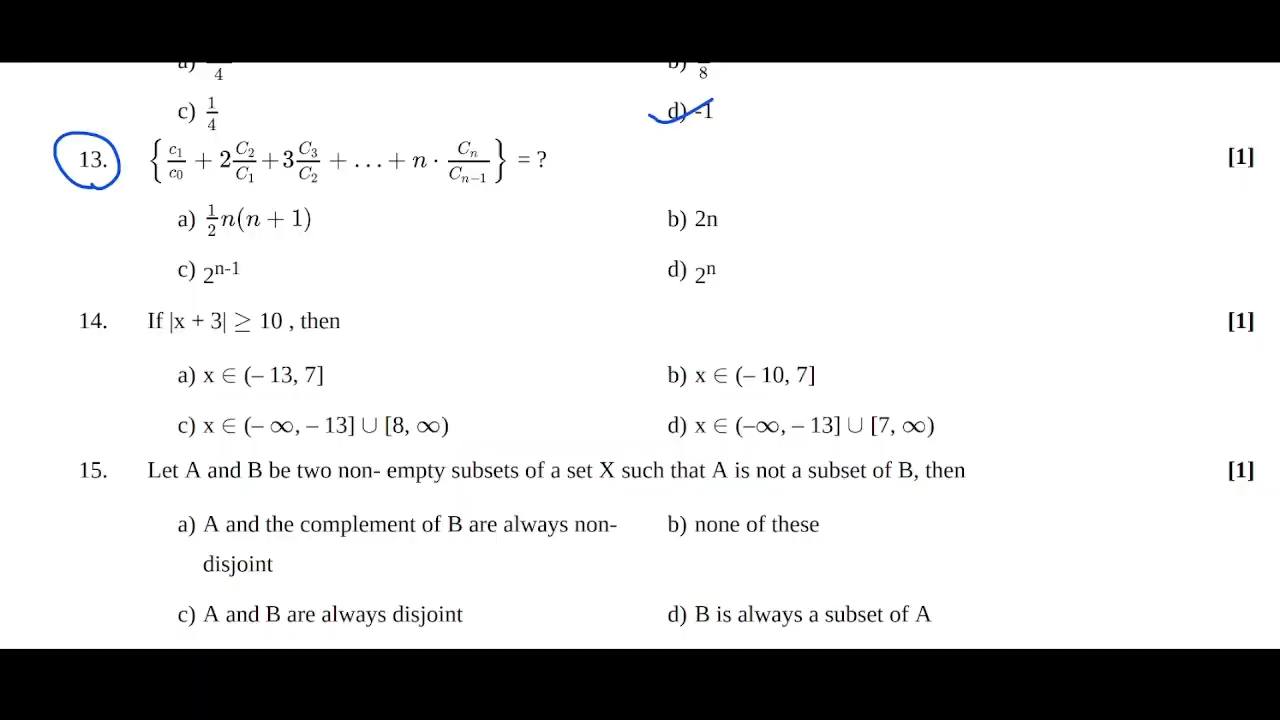 a) 4 b) 8
c) 1/4 d) -1
13. {c₁/c₀ + 2 C₂/C₁ + 3 C₃/C₂ + … + n · Cₙ/Cₙ₋₁} = ? [1]
a) 1/2 n(n + 1) b) 2n
c) 2ⁿ⁻¹ d) 2ⁿ
14. If |x + 3| ≥ 10 , then [1]
a) x ∈ (– 13, 7] b) x ∈ (– 10, 7]
c) x ∈ (– ∞, – 13] ∪ [8, ∞) d) x ∈ (–∞, – 13] ∪ [7, ∞)
15. Let A and B be two non- empty subsets of a set X such that A is not a subset of B, then [1]
a) A and the complement of B are always non- b) none of these
disjoint
c) A and B are always disjoint d) B is always a subset of A